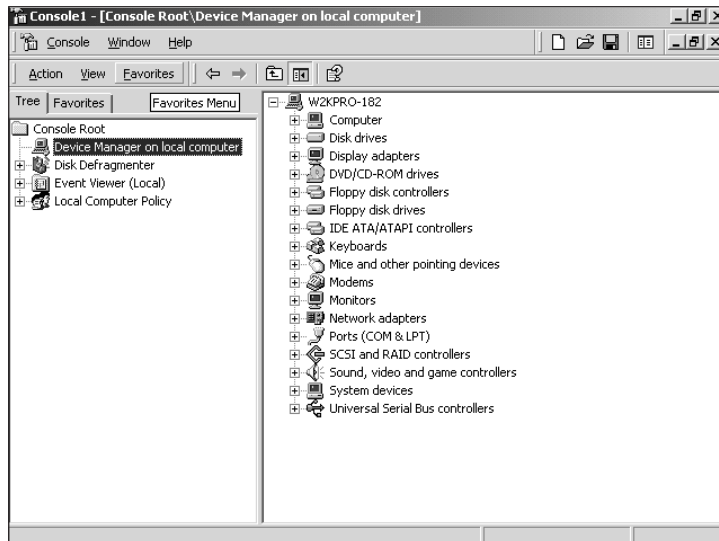 Console1 - [Console Root\Device Manager on local computer]
Console Window Help
Action View Favorites
Tree Favorites Favorites Menu
Console Root
Device Manager on local computer
Disk Defragmenter
Event Viewer (Local)
Local Computer Policy
W2KPRO-182
Computer
Disk drives
Display adapters
DVD/CD-ROM drives
Floppy disk controllers
Floppy disk drives
IDE ATA/ATAPI controllers
Keyboards
Mice and other pointing devices
Modems
Monitors
Network adapters
Ports (COM & LPT)
SCSI and RAID controllers
Sound, video and game controllers
System devices
Universal Serial Bus controllers